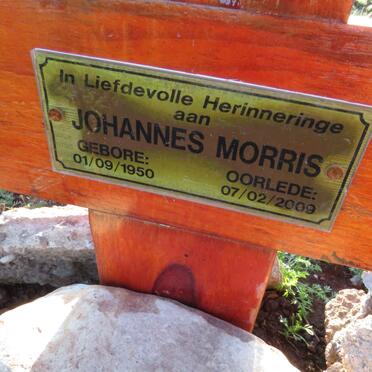 In Liefdevolle Herinneringe
aan
JOHANNES MORRIS
GEBORE: OORLEDE:
01/09/1950 07/02/2009